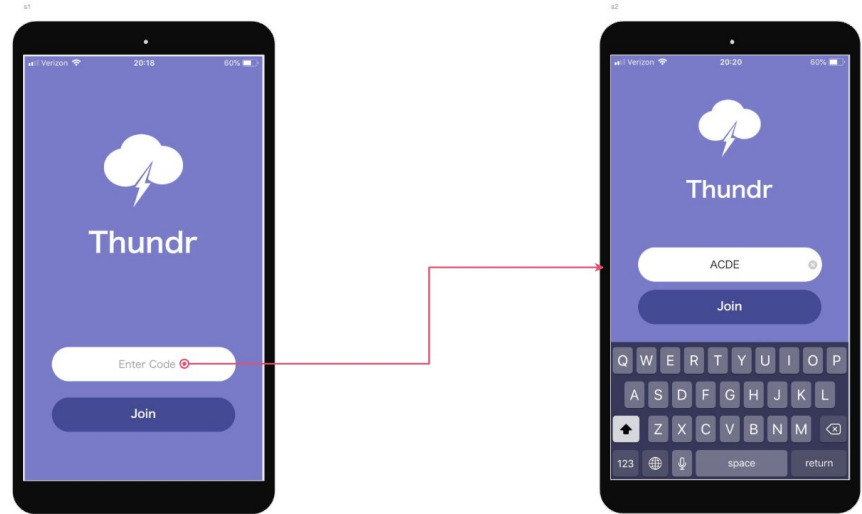 s1
Verizon 20:18 60%
Thundr
Enter Code
Join
s2
Verizon 20:20 60%
Thundr
ACDE
Join
Q W E R T Y U I O P
A S D F G H J K L
Z X C V B N M
123 space return